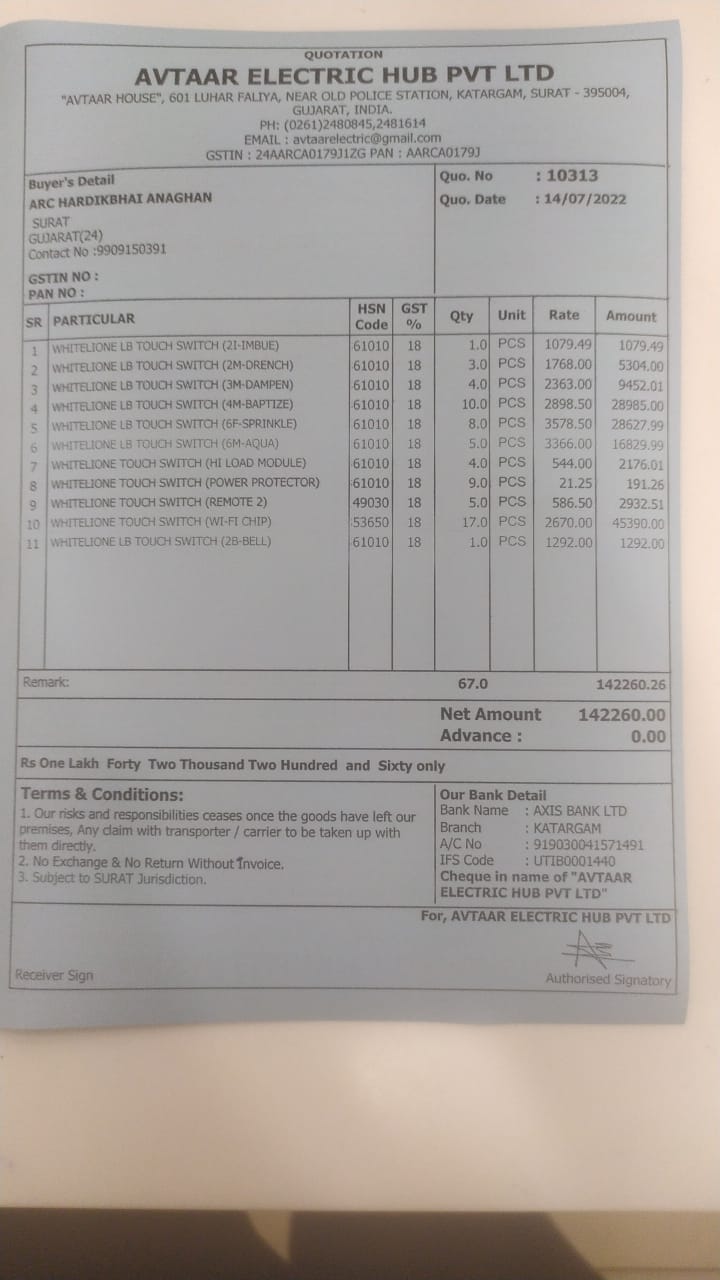 QUOTATION
AVTAAR ELECTRIC HUB PVT LTD
"AVTAAR HOUSE", 601 LUHAR FALIYA, NEAR OLD POLICE STATION, KATARGAM, SURAT - 395004,
GUJARAT, INDIA.
PH: (0261)2480845,2481614
EMAIL : avtaarelectric@gmail.com
GSTIN : 24AARCA0179J1ZG PAN : AARCA0179J
Buyer's Detail
ARC HARDIKBHAI ANAGHAN
SURAT
GUJARAT(24)
Contact No :9909150391
GSTIN NO :
PAN NO :
Quo. No : 10313
Quo. Date : 14/07/2022
SR PARTICULAR HSN Code GST % Qty Unit Rate Amount
1 WHITELIONE LB TOUCH SWITCH (2I-IMBUE) 61010 18 1.0 PCS 1079.49 1079.49
2 WHITELIONE LB TOUCH SWITCH (2M-DRENCH) 61010 18 3.0 PCS 1768.00 5304.00
3 WHITELIONE LB TOUCH SWITCH (3M-DAMPEN) 61010 18 4.0 PCS 2363.00 9452.01
4 WHITELIONE LB TOUCH SWITCH (4M-BAPTIZE) 61010 18 10.0 PCS 2898.50 28985.00
5 WHITELIONE LB TOUCH SWITCH (6F-SPRINKLE) 61010 18 8.0 PCS 3578.50 28627.99
6 WHITELIONE LB TOUCH SWITCH (6M-AQUA) 61010 18 5.0 PCS 3366.00 16829.99
7 WHITELIONE TOUCH SWITCH (HI LOAD MODULE) 61010 18 4.0 PCS 544.00 2176.01
8 WHITELIONE TOUCH SWITCH (POWER PROTECTOR) 61010 18 9.0 PCS 21.25 191.26
9 WHITELIONE TOUCH SWITCH (REMOTE 2) 49030 18 5.0 PCS 586.50 2932.51
10 WHITELIONE TOUCH SWITCH (WI-FI CHIP) 53650 18 17.0 PCS 2670.00 45390.00
11 WHITELIONE LB TOUCH SWITCH (2B-BELL) 61010 18 1.0 PCS 1292.00 1292.00
Remark: 67.0 142260.26
Net Amount 142260.00
Advance : 0.00
Rs One Lakh Forty Two Thousand Two Hundred and Sixty only
Terms & Conditions:
1. Our risks and responsibilities ceases once the goods have left our
premises, Any claim with transporter / carrier to be taken up with
them directly.
2. No Exchange & No Return Without Invoice.
3. Subject to SURAT Jurisdiction.
Our Bank Detail
Bank Name : AXIS BANK LTD
Branch : KATARGAM
A/C No : 919030041571491
IFS Code : UTIB0001440
Cheque in name of "AVTAAR
ELECTRIC HUB PVT LTD"
For, AVTAAR ELECTRIC HUB PVT LTD
Receiver Sign
Authorised Signatory